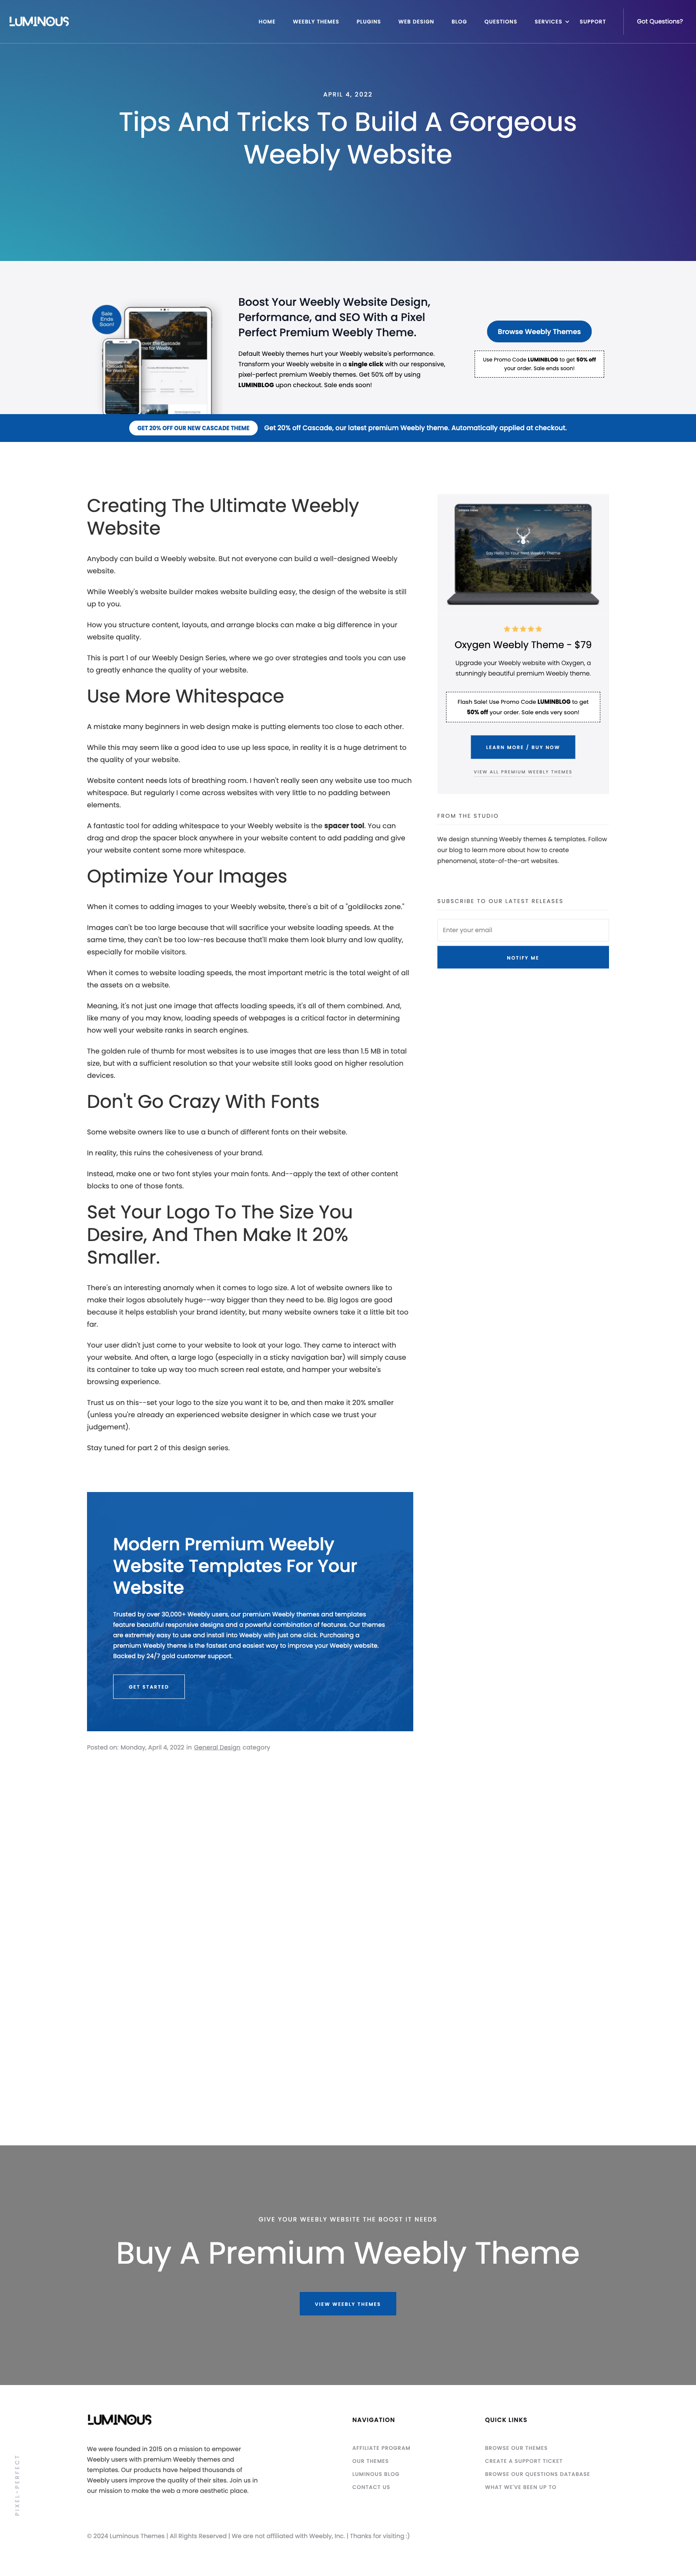 LUMINOUS
HOME WEEBLY THEMES PLUGINS WEB DESIGN BLOG QUESTIONS SERVICES SUPPORT Got Questions?
APRIL 4, 2022
Tips And Tricks To Build A Gorgeous
Weebly Website
Sale
Ends
Soon!
Boost Your Weebly Website Design,
Performance, and SEO With A Pixel
Perfect Premium Weebly Theme.
Default Weebly themes hurt your Weebly website's performance.
Transform your Weebly website in a single click with our responsive,
pixel-perfect premium Weebly themes. Get 50% off by using
LUMINBLOG upon checkout. Sale ends soon!
Browse Weebly Themes
Use Promo Code LUMINBLOG to get 50% off
your order. Sale ends soon!
GET 20% OFF OUR NEW CASCADE THEME Get 20% off Cascade, our latest premium Weebly theme. Automatically applied at checkout.
Creating The Ultimate Weebly
Website
Anybody can build a Weebly website. But not everyone can build a well-designed Weebly
website.
While Weebly's website builder makes website building easy, the design of the website is still
up to you.
How you structure content, layouts, and arrange blocks can make a big difference in your
website quality.
This is part 1 of our Weebly Design Series, where we go over strategies and tools you can use
to greatly enhance the quality of your website.
Use More Whitespace
A mistake many beginners in web design make is putting elements too close to each other.
While this may seem like a good idea to use up less space, in reality it is a huge detriment to
the quality of your website.
Website content needs lots of breathing room. I haven't really seen any website use too much
whitespace. But regularly I come across websites with very little to no padding between
elements.
A fantastic tool for adding whitespace to your Weebly website is the spacer tool. You can
drag and drop the spacer block anywhere in your website content to add padding and give
your website content some more whitespace.
Optimize Your Images
When it comes to adding images to your Weebly website, there's a bit of a "goldilocks zone."
Images can't be too large because that will sacrifice your website loading speeds. At the
same time, they can't be too low-res because that'll make them look blurry and low quality,
especially for mobile visitors.
When it comes to website loading speeds, the most important metric is the total weight of all
the assets on a website.
Meaning, it's not just one image that affects loading speeds, it's all of them combined. And,
like many of you may know, loading speeds of webpages is a critical factor in determining
how well your website ranks in search engines.
The golden rule of thumb for most websites is to use images that are less than 1.5 MB in total
size, but with a sufficient resolution so that your website still looks good on higher resolution
devices.
Don't Go Crazy With Fonts
Some website owners like to use a bunch of different fonts on their website.
In reality, this ruins the cohesiveness of your brand.
Instead, make one or two font styles your main fonts. And--apply the text of other content
blocks to one of those fonts.
Set Your Logo To The Size You
Desire, And Then Make It 20%
Smaller.
There's an interesting anomaly when it comes to logo size. A lot of website owners like to
make their logos absolutely huge--way bigger than they need to be. Big logos are good
because it helps establish your brand identity, but many website owners take it a little bit too
far.
Your user didn't just come to your website to look at your logo. They came to interact with
your website. And often, a large logo (especially in a sticky navigation bar) will simply cause
its container to take up way too much screen real estate, and hamper your website's
browsing experience.
Trust us on this--set your logo to the size you want it to be, and then make it 20% smaller
(unless you're already an experienced website designer in which case we trust your
judgement).
Stay tuned for part 2 of this design series.
Say Hello to Your Next Weebly Theme
Oxygen Weebly Theme - $79
Upgrade your Weebly website with Oxygen, a
stunningly beautiful premium Weebly theme.
Flash Sale! Use Promo Code LUMINBLOG to get
50% off your order. Sale ends very soon!
LEARN MORE / BUY NOW
VIEW ALL PREMIUM WEEBLY THEMES
FROM THE STUDIO
We design stunning Weebly themes & templates. Follow
our blog to learn more about how to create
phenomenal, state-of-the-art websites.
SUBSCRIBE TO OUR LATEST RELEASES
Enter your email
NOTIFY ME
Modern Premium Weebly
Website Templates For Your
Website
Trusted by over 30,000+ Weebly users, our premium Weebly themes and templates
feature beautiful responsive designs and a powerful combination of features. Our themes
are extremely easy to use and install into Weebly with just one click. Purchasing a
premium Weebly theme is the fastest and easiest way to improve your Weebly website.
Backed by 24/7 gold customer support.
GET STARTED
Posted on: Monday, April 4, 2022 in General Design category
GIVE YOUR WEEBLY WEBSITE THE BOOST IT NEEDS
Buy A Premium Weebly Theme
VIEW WEEBLY THEMES
LUMINOUS
We were founded in 2015 on a mission to empower
Weebly users with premium Weebly themes and
templates. Our products have helped thousands of
Weebly users improve the quality of their sites. Join us in
our mission to make the web a more aesthetic place.
NAVIGATION
AFFILIATE PROGRAM
OUR THEMES
LUMINOUS BLOG
CONTACT US
QUICK LINKS
BROWSE OUR THEMES
CREATE A SUPPORT TICKET
BROWSE OUR QUESTIONS DATABASE
WHAT WE'VE BEEN UP TO
PIXEL-PERFECT
© 2024 Luminous Themes | All Rights Reserved | We are not affiliated with Weebly, Inc. | Thanks for visiting :)